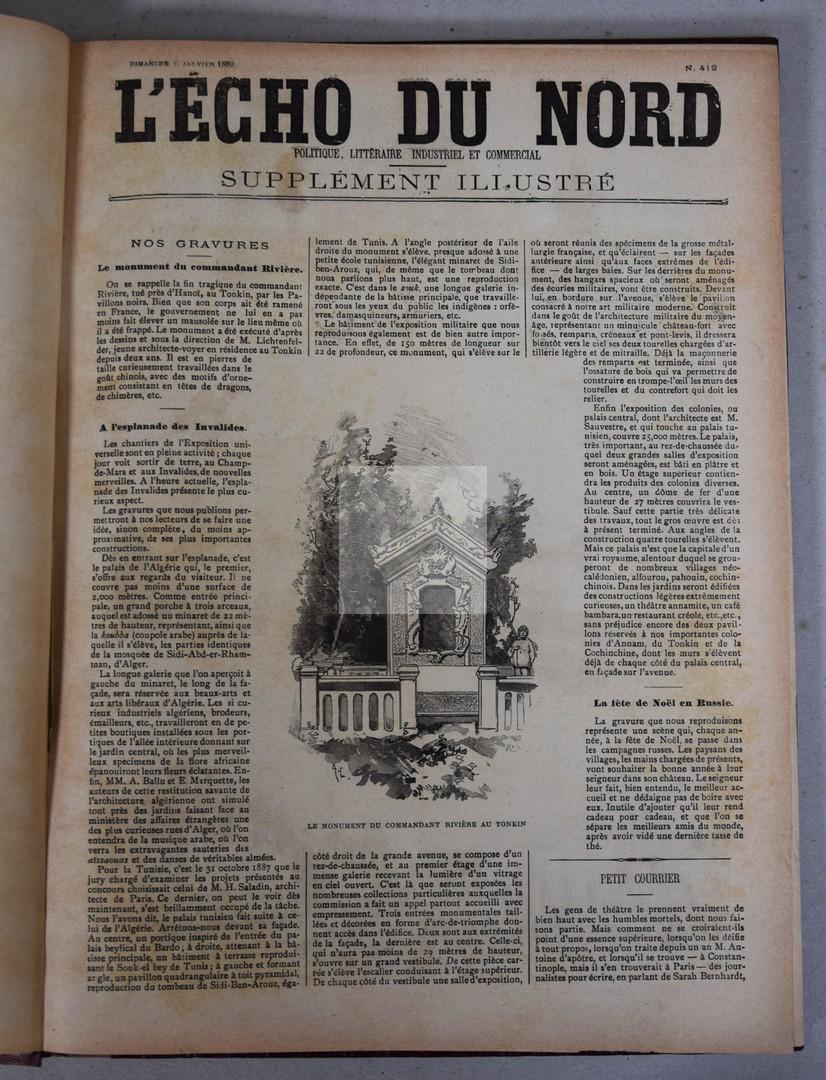 DIMANCHE 6 JANVIER 1889
N. 412
L'ÉCHO DU NORD
POLITIQUE, LITTÉRAIRE INDUSTRIEL ET COMMERCIAL
SUPPLÉMENT ILLUSTRÉ
NOS GRAVURES
Le monument du commandant Rivière.
On se rappelle la fin tragique du commandant
Rivière, tué près d'Hanoï, au Tonkin, par les Pa-
villons noirs. Bien que son corps ait été ramené
en France, le gouvernement ne lui en a pas
moins fait élever un mausolée sur le lieu même où
il a été frappé. Le monument a été exécuté d'après
les dessins et sous la direction de M. Lichtenfel-
der, jeune architecte-voyer en résidence au Tonkin
depuis deux ans. Il est en pierres de
taille curieusement travaillées dans le
goût chinois, avec des motifs d'orne-
ment consistant en têtes de dragons,
de chimères, etc.
A l'esplanade des Invalides.
Les chantiers de l'Exposition uni-
verselle sont en pleine activité ; chaque
jour voit sortir de terre, au Champ-
de-Mars et aux Invalides, de nouvelles
merveilles. A l'heure actuelle, l'espla-
nade des Invalides présente le plus cu-
rieux aspect.
Les gravures que nous publions per-
mettront à nos lecteurs de se faire une
idée, sinon complète, du moins ap-
proximative, de ses plus importantes
constructions.
Dès en entrant sur l'esplanade, c'est
le palais de l'Algérie qui, le premier,
s'offre aux regards du visiteur. Il ne
couvre pas moins d'une surface de
2,000 mètres. Comme entrée princi-
pale, un grand porche à trois arceaux,
auquel est adossé un minaret de 22 mè-
tres de hauteur, représentant, ainsi que
la koubba (coupole arabe) auprès de la-
quelle il s'élève, les parties identiques
de la mosquée de Sidi-Abd-er-Rham-
man, d'Alger.
La longue galerie que l'on aperçoit à
gauche du minaret, le long de la fa-
çade, sera réservée aux beaux-arts et
aux arts libéraux d'Algérie. Les si cu-
rieux industriels algériens, brodeurs,
émailleurs, etc., travailleront en de pe-
tites boutiques installées sous les por-
tiques de l'allée intérieure donnant sur
le jardin central, où les plus merveil-
leux specimens de la flore africaine
épanouiront leurs fleurs éclatantes. En-
fin, MM. A. Ballu et E. Marquette, les
auteurs de cette restitution savante de
l'architecture algérienne ont simulé
tout près des jardins faisant face au
ministère des affaires étrangères une
des plus curieuses rues d'Alger, où l'on
entendra de la musique arabe, où l'on
verra les extravagantes sauteries des
aïssaouas et des danses de véritables almées.
Pour la Tunisie, c'est le 31 octobre 1887 que le
jury chargé d'examiner les projets présentés au
concours choisissait celui de M. H. Saladin, archi-
tecte de Paris. Ce dernier, on peut le voir dès
maintenant, s'est brillamment occupé de la tâche.
Nous l'avons dit, le palais tunisien fait suite à ce-
lui de l'Algérie. Arrêtons-nous devant sa façade.
Au centre, un portique inspiré de l'entrée du pa-
lais beylical du Bardo ; à droite, attenant à la bâ-
tisse principale, un bâtiment à terrasse reprodui-
sant le Souk-el bey de Tunis ; à gauche et formant
angle, un pavillon quadrangulaire à toit pyramidal,
reproduction du tombeau de Sidi-Ben-Arouz, éga-
lement de Tunis. A l'angle postérieur de l'aile
droite du monument s'élève, presque adossé à une
petite école tunisienne, l'élégant minaret de Sidi-
ben-Arouz, qui, de même que le tombeau dont
nous parlions plus haut, est une reproduction
exacte. C'est dans le souk, une longue galerie in-
dépendante de la bâtisse principale, que travaille-
ront sous les yeux du public les indigènes : orfè-
vres, damasquineurs, armuriers, etc.
Le bâtiment de l'exposition militaire que nous
reproduisons également est de bien autre impor-
tance. En effet, de 150 mètres de longueur sur
22 de profondeur, ce monument, qui s'élève sur le
LE MONUMENT DU COMMANDANT RIVIÈRE AU TONKIN
côté droit de la grande avenue, se compose d'un
rez-de-chaussée, et au premier étage d'une im-
mense galerie recevant la lumière d'un vitrage
en ciel ouvert. C'est là que seront exposées les
nombreuses collections particulières auxquelles la
commission a fait un appel partout accueilli avec
empressement. Trois entrées monumentales tail-
lées et décorées en forme d'arc-de-triomphe don-
nent accès dans l'édifice. Deux sont aux extrémités
de la façade, la dernière est au centre. Celle-ci,
qui n'aura pas moins de 29 mètres de hauteur,
s'ouvre sur un grand vestibule. De cette pièce car-
rée s'élève l'escalier conduisant à l'étage supérieur.
De chaque côté du vestibule une salle d'exposition,
où seront réunis des spécimens de la grosse métal-
lurgie française, et qu'éclairent — sur les façades
antérieure ainsi qu'aux faces extrêmes de l'édi-
fice — de larges baies. Sur les derrières du monu-
ment, des hangars spacieux où seront aménagés
des écuries militaires, vont être construits. Devant
lui, en bordure sur l'avenue, s'élève le pavillon
consacré à notre art militaire moderne. Construit
dans le goût de l'architecture militaire du moyen-
âge, représentant un minuscule château-fort avec
fossés, remparts, créneaux et pont-levis, il dressera
bientôt vers le ciel ses deux tourelles chargées d'ar-
tillerie légère et de mitraille. Déjà la maçonnerie
des remparts est terminée, ainsi que
l'ossature de bois qui va permettre de
construire en trompe-l'œil les murs des
tourelles et du contrefort qui doit les
relier.
Enfin l'exposition des colonies, ou
palais central, dont l'architecte est M.
Sauvestre, et qui touche au palais tu-
nisien, couvre 25,000 mètres. Le palais,
très important, au rez-de-chaussée du-
quel deux grandes salles d'exposition
seront aménagées, est bâti en plâtre et
en bois. Un étage supérieur contien-
dra les produits des colonies diverses.
Au centre, un dôme de fer d'une
hauteur de 27 mètres couvrira le ves-
tibule. Sauf cette partie très délicate
des travaux, tout le gros œuvre est dès
à présent terminé. Aux angles de la
construction quatre tourelles s'élèvent.
Mais ce palais n'est que la capitale d'un
vrai royaume, alentour duquel se grou-
peront de nombreux villages néo-
calédonien, alfourou, pahouin, cochin-
chinois. Dans les jardins seront édifiées
des constructions légères extrêmement
curieuses, un théâtre annamite, un café
bambara, un restaurant créole, etc., etc.,
sans préjudice encore des deux pavil-
lons réservés à nos importantes colo-
nies d'Annam, du Tonkin et de la
Cochinchine, dont les murs s'élèvent
déjà de chaque côté du palais central,
en façade sur l'avenue.
La fête de Noël en Russie.
La gravure que nous reproduisons
représente une scène qui, chaque an-
née, à la fête de Noël, se passe dans
les campagnes russes. Les paysans des
villages, les mains chargées de présents,
vont souhaiter la bonne année à leur
seigneur dans son château. Le seigneur
leur fait, bien entendu, le meilleur ac-
cueil et ne dédaigne pas de boire avec
eux. Inutile d'ajouter qu'il leur rend
cadeau pour cadeau, et que l'on se
sépare les meilleurs amis du monde,
après avoir vidé une dernière tasse de
thé.
PETIT COURRIER
Les gens de théâtre le prennent vraiment de
bien haut avec les humbles mortels, dont nous fai-
sons partie. Mais comment ne se croiraient-ils
point d'une essence supérieure, lorsqu'on les déifie
à tout propos, lorsqu'on traite depuis un an M. An-
toine d'apôtre, et lorsqu'il se trouve — à Constan-
tinople, mais il s'en trouverait à Paris — des jour-
nalistes pour écrire, en parlant de Sarah Bernhardt,